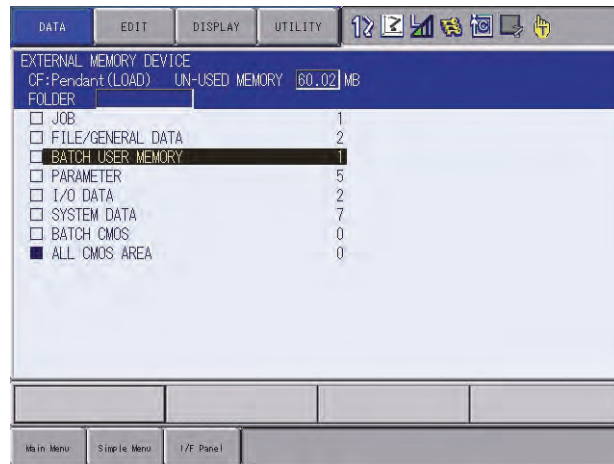 DATA EDIT DISPLAY UTILITY
EXTERNAL MEMORY DEVICE
CF:Pendant(LOAD) UN-USED MEMORY 60.02 MB
FOLDER
JOB 1
FILE/GENERAL DATA 2
BATCH USER MEMORY 1
PARAMETER 5
I/O DATA 2
SYSTEM DATA 7
BATCH CMOS 0
ALL CMOS AREA 0
Main Menu Simple Menu I/F Panel